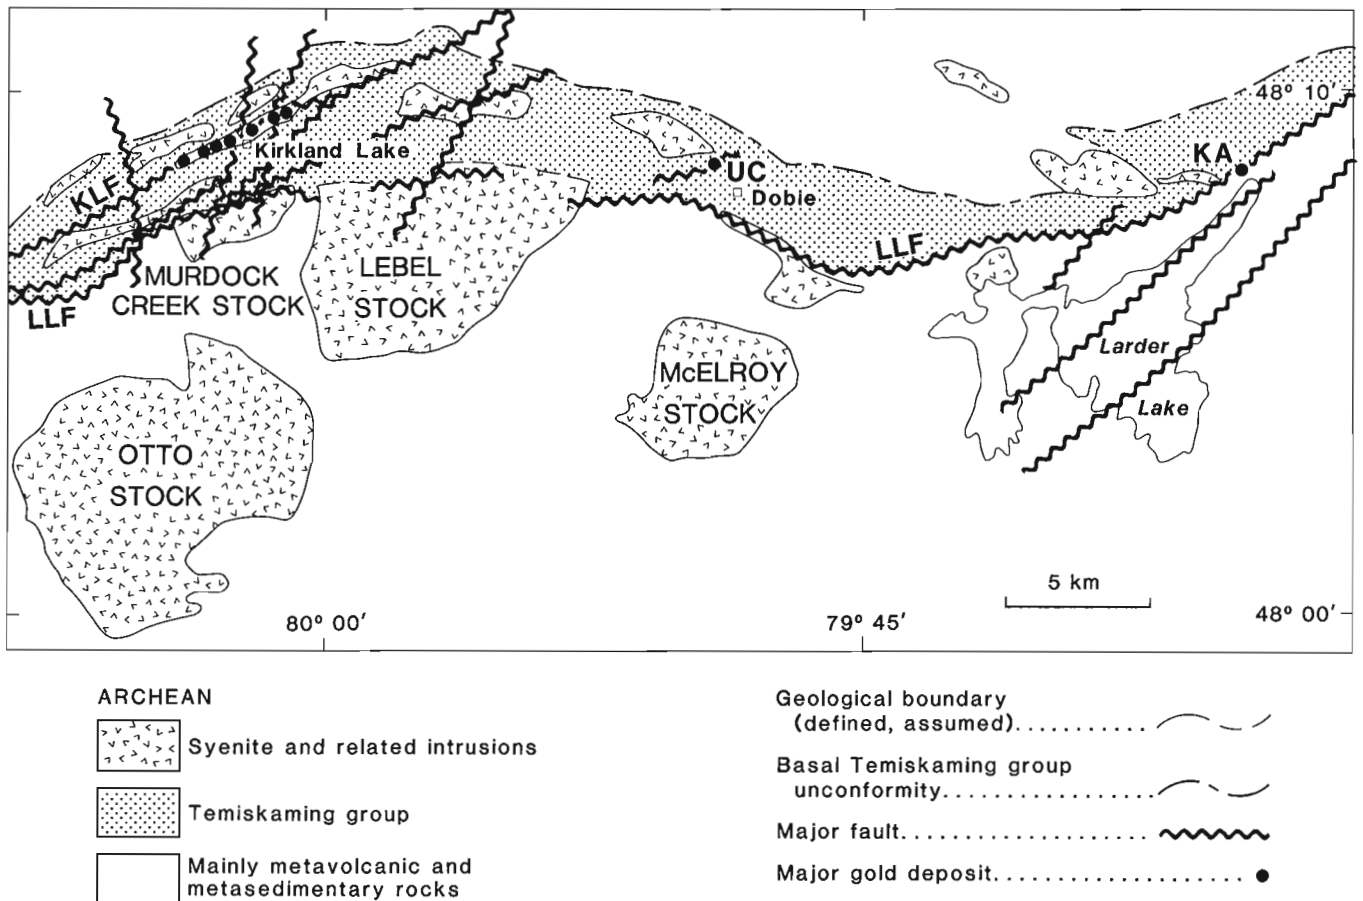 48° 10′
Kirkland Lake
KA
KLF
UC
Dobie
LLF
MURDOCK
CREEK STOCK
LEBEL
STOCK
LLF
Larder
Lake
McELROY
STOCK
OTTO
STOCK
5 km
80° 00′
79° 45′
48° 00′
ARCHEAN
Syenite and related intrusions
Temiskaming group
Mainly metavolcanic and
metasedimentary rocks
Geological boundary
(defined, assumed)...........
Basal Temiskaming group
unconformity..................
Major fault.....................
Major gold deposit....................